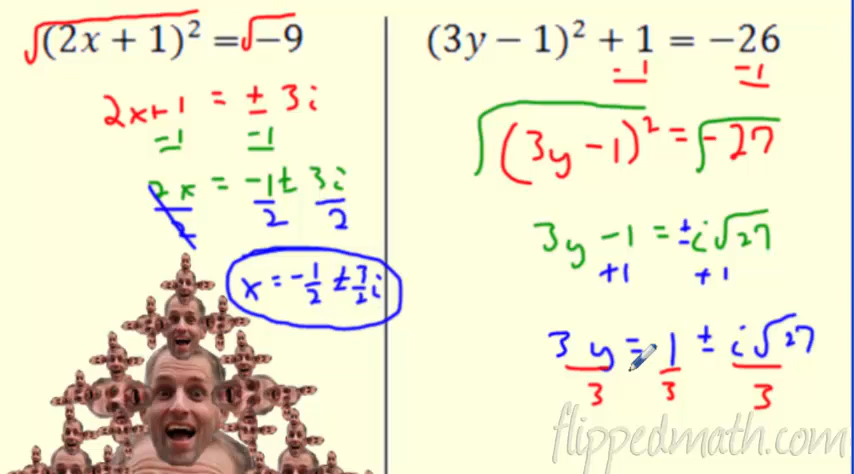 √(2x + 1)² = √−9
2x+1 = ± 3i
−1 −1
2x = −1 ± 3i
2 2 2
x = −1/2 ± 3/2 i
(3y − 1)² + 1 = −26
−1 −1
√(3y − 1)² = √−27
3y − 1 = ± i√27
+1 +1
3y = 1 ± i√27
3 3 3
flippedmath.com